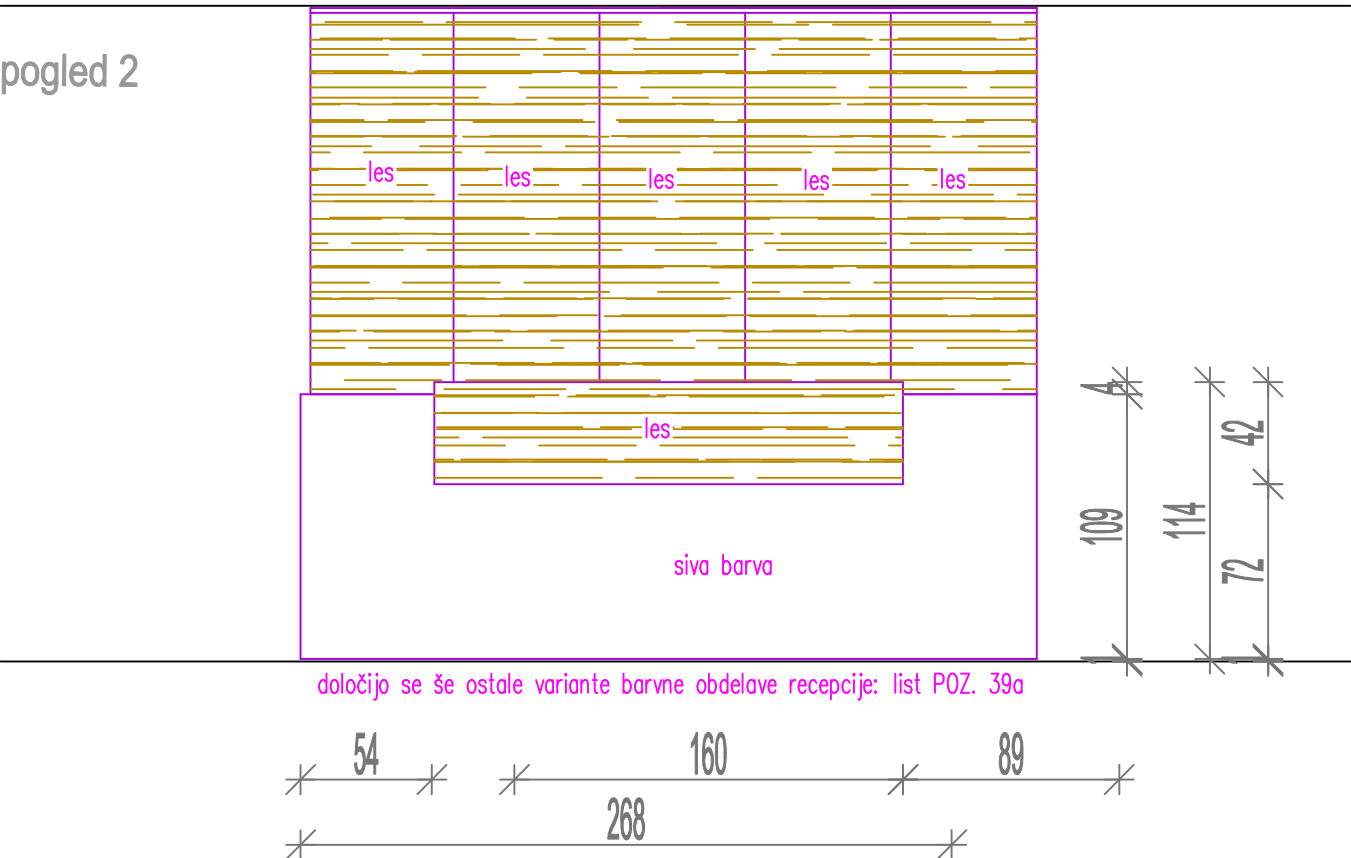 pogled 2
les
les
les
les
les
les
siva barva
4
109
1
114
42
72
1
določijo se še ostale variante barvne obdelave recepcije: list POZ. 39a
54
160
89
268